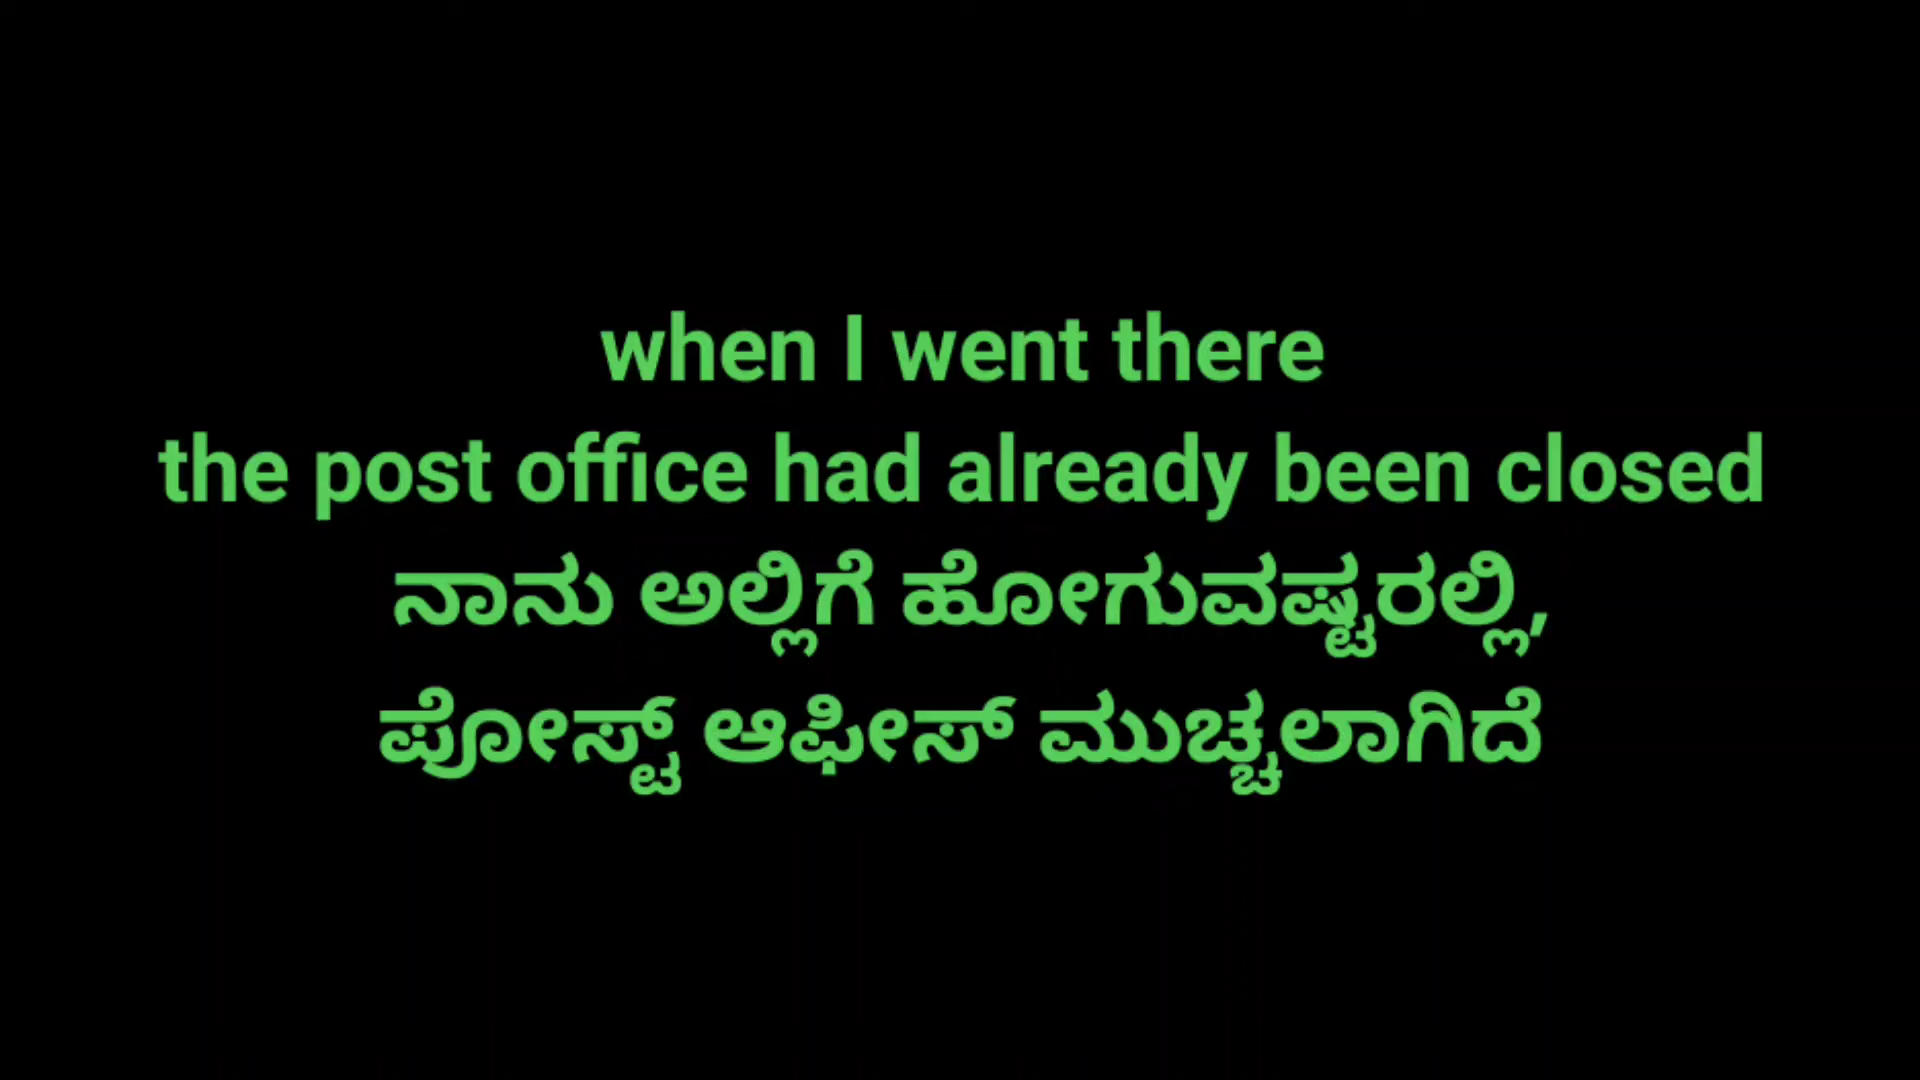 when I went there
the post office had already been closed
ನಾನು ಅಲ್ಲಿಗೆ ಹೋಗುವಷ್ಟರಲ್ಲಿ,
ಪೋಸ್ಟ್ ಆಫೀಸ್ ಮುಚ್ಚಲಾಗಿದೆ